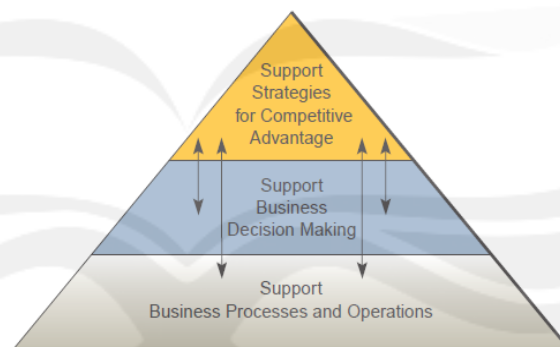 Support
Strategies
for Competitive
Advantage
Support
Business
Decision Making
Support
Business Processes and Operations